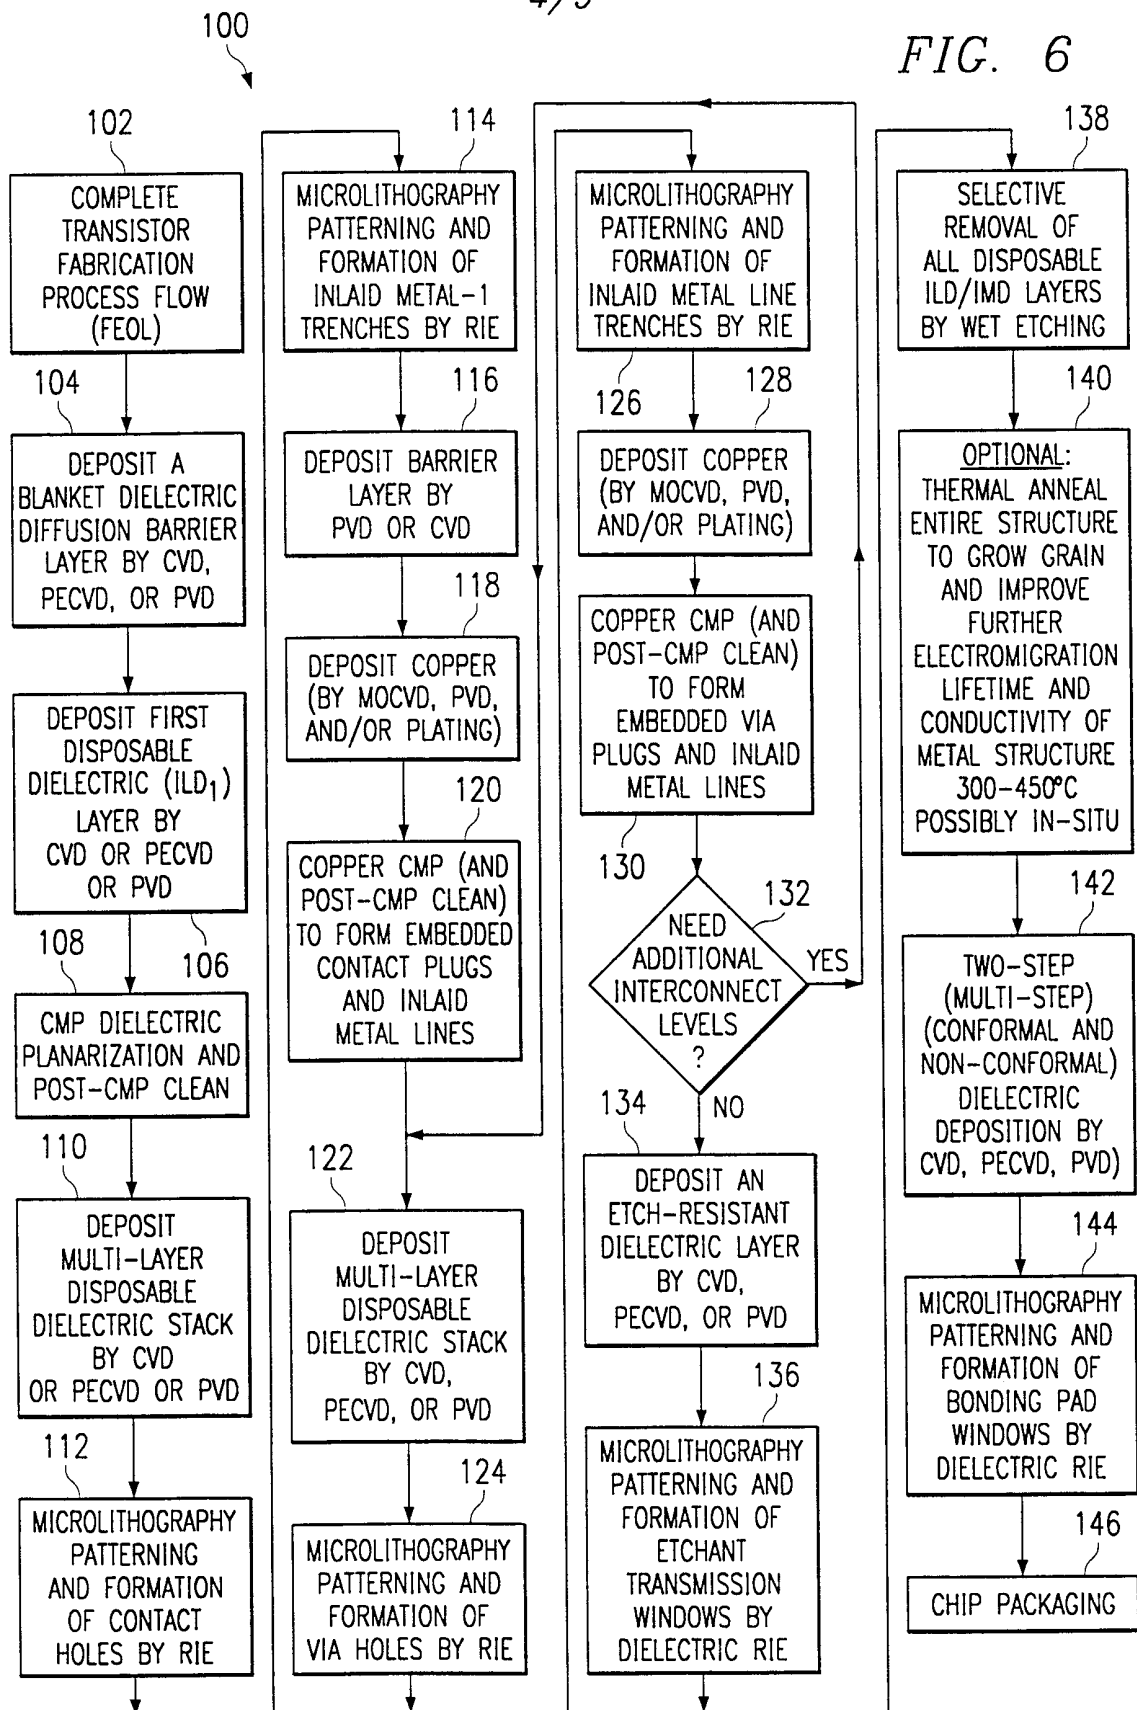 4/5
100
FIG. 6
102
COMPLETE
TRANSISTOR
FABRICATION
PROCESS FLOW
(FEOL)
104
DEPOSIT A
BLANKET DIELECTRIC
DIFFUSION BARRIER
LAYER BY CVD,
PECVD, OR PVD
DEPOSIT FIRST
DISPOSABLE
DIELECTRIC (ILD1)
LAYER BY
CVD OR PECVD
OR PVD
106
108
CMP DIELECTRIC
PLANARIZATION AND
POST-CMP CLEAN
110
DEPOSIT
MULTI-LAYER
DISPOSABLE
DIELECTRIC STACK
BY CVD
OR PECVD OR PVD
112
MICROLITHOGRAPHY
PATTERNING
AND FORMATION
OF CONTACT
HOLES BY RIE
114
MICROLITHOGRAPHY
PATTERNING AND
FORMATION OF
INLAID METAL-1
TRENCHES BY RIE
116
DEPOSIT BARRIER
LAYER BY
PVD OR CVD
118
DEPOSIT COPPER
(BY MOCVD, PVD,
AND/OR PLATING)
120
COPPER CMP (AND
POST-CMP CLEAN)
TO FORM EMBEDDED
CONTACT PLUGS
AND INLAID
METAL LINES
122
DEPOSIT
MULTI-LAYER
DISPOSABLE
DIELECTRIC STACK
BY CVD,
PECVD, OR PVD
124
MICROLITHOGRAPHY
PATTERNING AND
FORMATION OF
VIA HOLES BY RIE
MICROLITHOGRAPHY
PATTERNING AND
FORMATION OF
INLAID METAL LINE
TRENCHES BY RIE
126
128
DEPOSIT COPPER
(BY MOCVD, PVD,
AND/OR PLATING)
COPPER CMP (AND
POST-CMP CLEAN)
TO FORM
EMBEDDED VIA
PLUGS AND INLAID
METAL LINES
130
132
NEED
ADDITIONAL
INTERCONNECT
LEVELS
?
YES
NO
134
DEPOSIT AN
ETCH-RESISTANT
DIELECTRIC LAYER
BY CVD,
PECVD, OR PVD
136
MICROLITHOGRAPHY
PATTERNING AND
FORMATION OF
ETCHANT
TRANSMISSION
WINDOWS BY
DIELECTRIC RIE
138
SELECTIVE
REMOVAL OF
ALL DISPOSABLE
ILD/IMD LAYERS
BY WET ETCHING
140
OPTIONAL:
THERMAL ANNEAL
ENTIRE STRUCTURE
TO GROW GRAIN
AND IMPROVE
FURTHER
ELECTROMIGRATION
LIFETIME AND
CONDUCTIVITY OF
METAL STRUCTURE
300-450°C
POSSIBLY IN-SITU
142
TWO-STEP
(MULTI-STEP)
(CONFORMAL AND
NON-CONFORMAL)
DIELECTRIC
DEPOSITION BY
CVD, PECVD, PVD)
144
MICROLITHOGRAPHY
PATTERNING AND
FORMATION OF
BONDING PAD
WINDOWS BY
DIELECTRIC RIE
146
CHIP PACKAGING